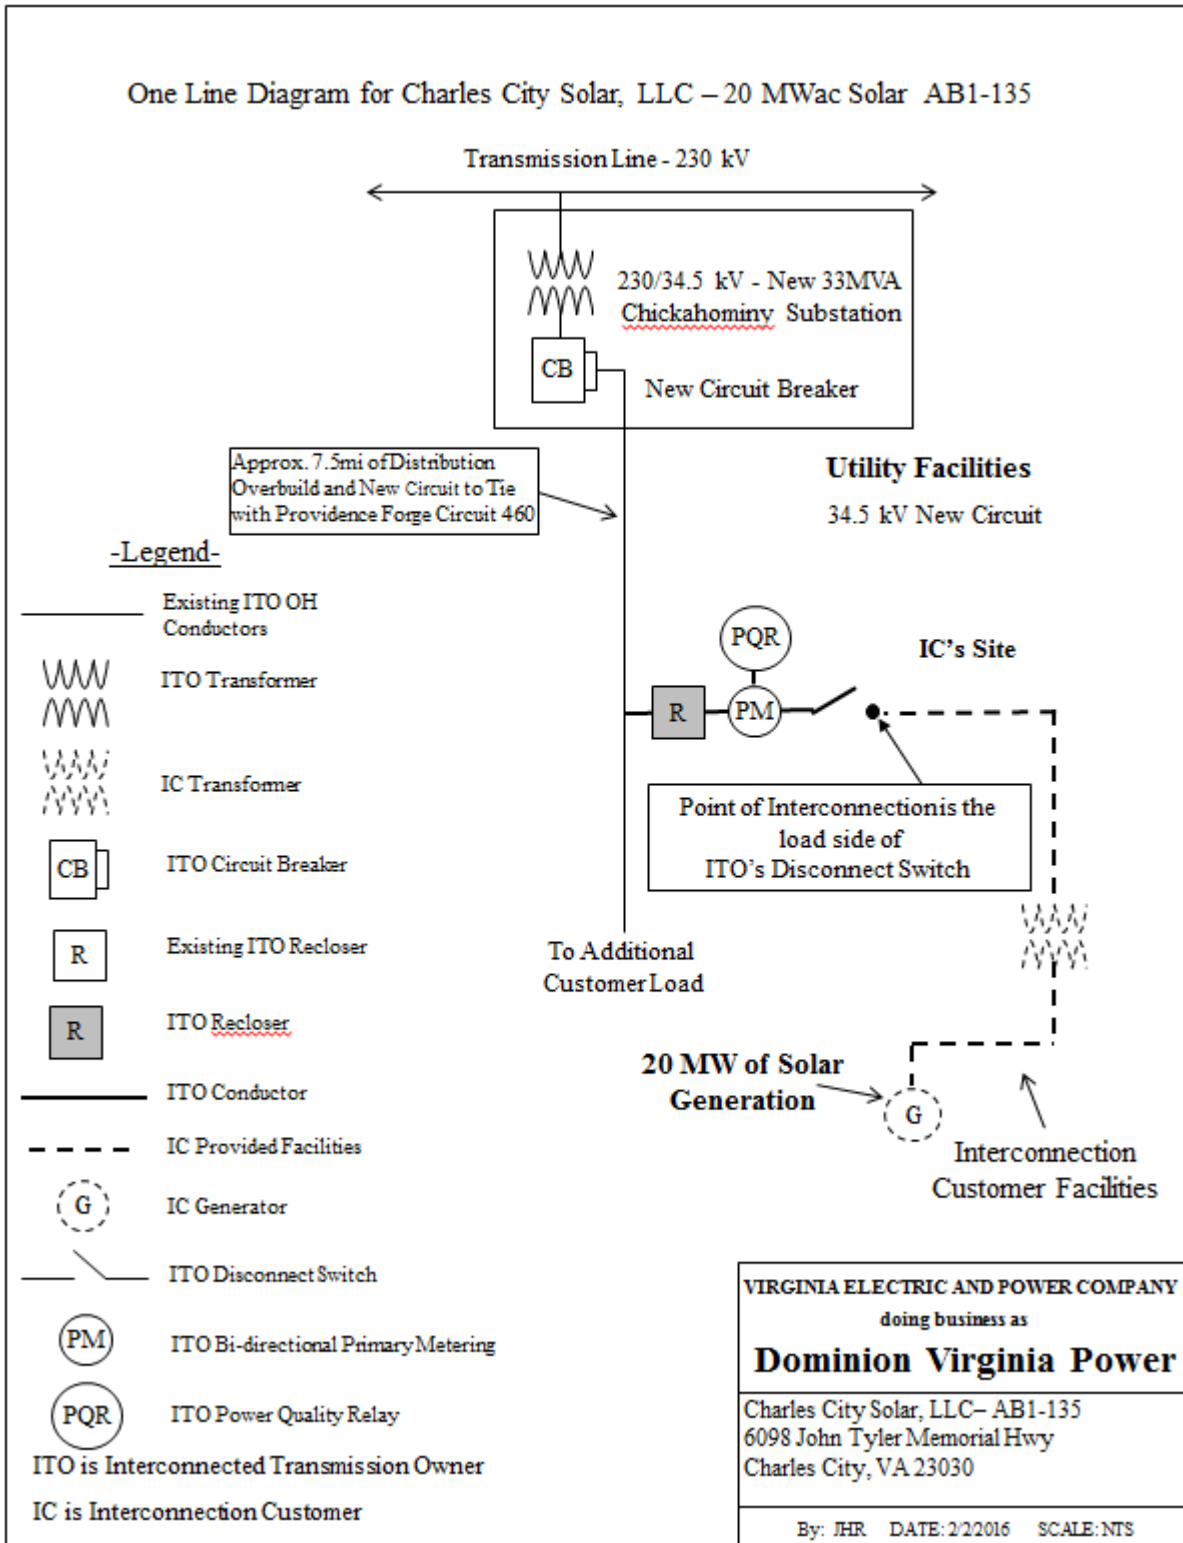 One Line Diagram for Charles City Solar, LLC – 20 MWac Solar AB1-135
Transmission Line - 230 kV
230/34.5 kV - New 33MVA
Chickahominy Substation
CB
New Circuit Breaker
Approx. 7.5mi of Distribution
Overbuild and New Circuit to Tie
with Providence Forge Circuit 460
Utility Facilities
34.5 kV New Circuit
-Legend-
Existing ITO OH
Conductors
ITO Transformer
IC Transformer
CB
ITO Circuit Breaker
R
Existing ITO Recloser
R
ITO Recloser
ITO Conductor
IC Provided Facilities
G
IC Generator
ITO Disconnect Switch
PM
ITO Bi-directional Primary Metering
PQR
ITO Power Quality Relay
ITO is Interconnected Transmission Owner
IC is Interconnection Customer
PQR
IC's Site
R
PM
Point of Interconnectionis the
load side of
ITO's Disconnect Switch
To Additional
Customer Load
20 MW of Solar
Generation
G
Interconnection
Customer Facilities
VIRGINIA ELECTRIC AND POWER COMPANY
doing business as
Dominion Virginia Power
Charles City Solar, LLC– AB1-135
6098 John Tyler Memorial Hwy
Charles City, VA 23030
By: JHR DATE: 2/2/2016 SCALE: NTS